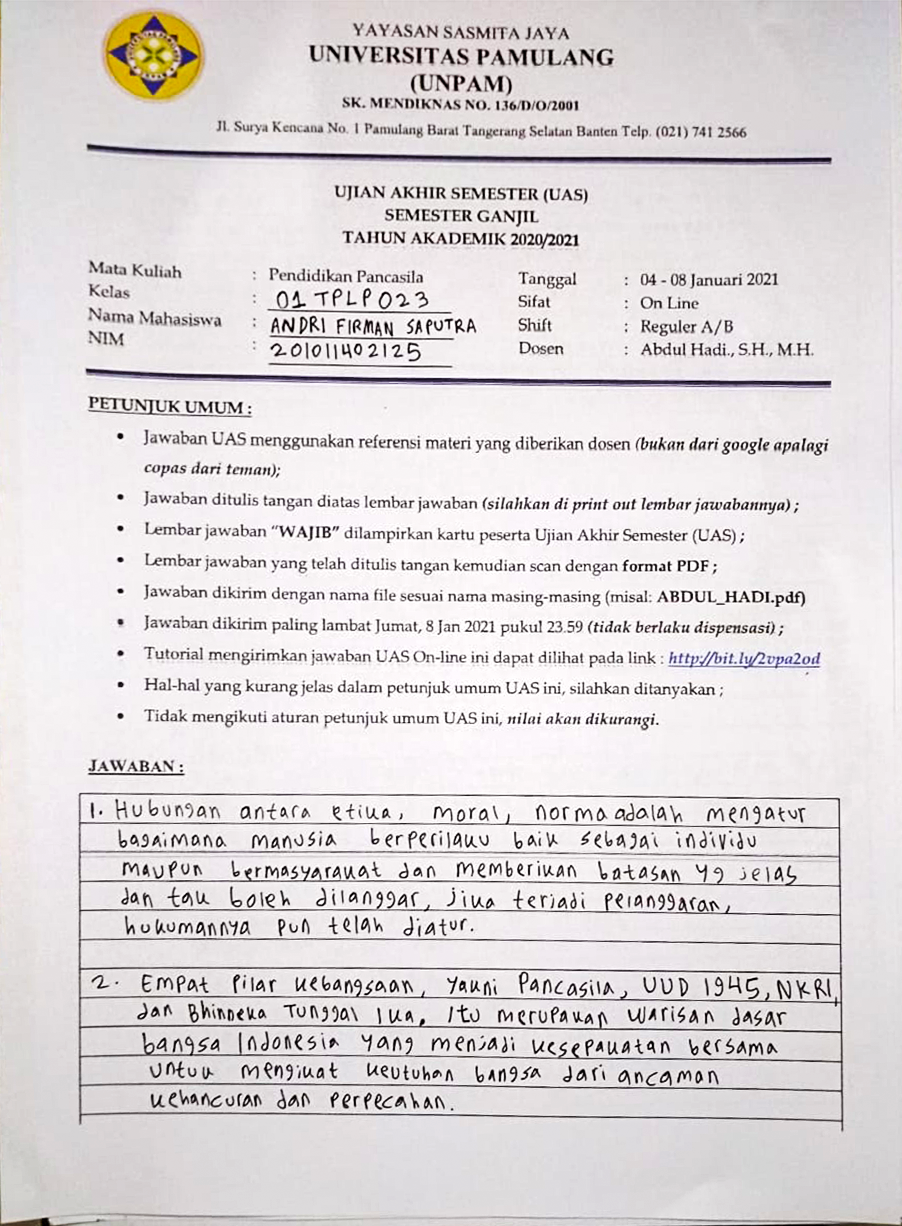 YAYASAN SASMITA JAYA
UNIVERSITAS PAMULANG
(UNPAM)
SK. MENDIKNAS NO. 136/D/O/2001
Jl. Surya Kencana No. 1 Pamulang Barat Tangerang Selatan Banten Telp. (021) 741 2566
UJIAN AKHIR SEMESTER (UAS)
SEMESTER GANJIL
TAHUN AKADEMIK 2020/2021
Mata Kuliah : Pendidikan Pancasila
Kelas : 01 TPLP023
Nama Mahasiswa : ANDRI FIRMAN SAPUTRA
NIM : 201011402125
Tanggal : 04 - 08 Januari 2021
Sifat : On Line
Shift : Reguler A/B
Dosen : Abdul Hadi., S.H., M.H.
PETUNJUK UMUM :
• Jawaban UAS menggunakan referensi materi yang diberikan dosen (bukan dari google apalagi
copas dari teman);
• Jawaban ditulis tangan diatas lembar jawaban (silahkan di print out lembar jawabannya) ;
• Lembar jawaban "WAJIB" dilampirkan kartu peserta Ujian Akhir Semester (UAS) ;
• Lembar jawaban yang telah ditulis tangan kemudian scan dengan format PDF ;
• Jawaban dikirim dengan nama file sesuai nama masing-masing (misal: ABDUL_HADI.pdf)
• Jawaban dikirim paling lambat Jumat, 8 Jan 2021 pukul 23.59 (tidak berlaku dispensasi) ;
• Tutorial mengirimkan jawaban UAS On-line ini dapat dilihat pada link : http://bit.ly/2vpa2od
• Hal-hal yang kurang jelas dalam petunjuk umum UAS ini, silahkan ditanyakan ;
• Tidak mengikuti aturan petunjuk umum UAS ini, nilai akan dikurangi.
JAWABAN :
1. Hubungan antara etika, moral, norma adalah mengatur
bagaimana manusia berperilaku baik sebagai individu
maupun bermasyarakat dan memberikan batasan yg jelas
dan tak boleh dilanggar, jika terjadi pelanggaran,
hukumannya pun telah diatur.
2. Empat Pilar kebangsaan, yakni Pancasila, UUD 1945, NKRI,
dan Bhinneka Tunggal Ika, Itu merupakan warisan dasar
bangsa Indonesia yang menjadi kesepakatan bersama
untuk mengikat keutuhan bangsa dari ancaman
kehancuran dan perpecahan.